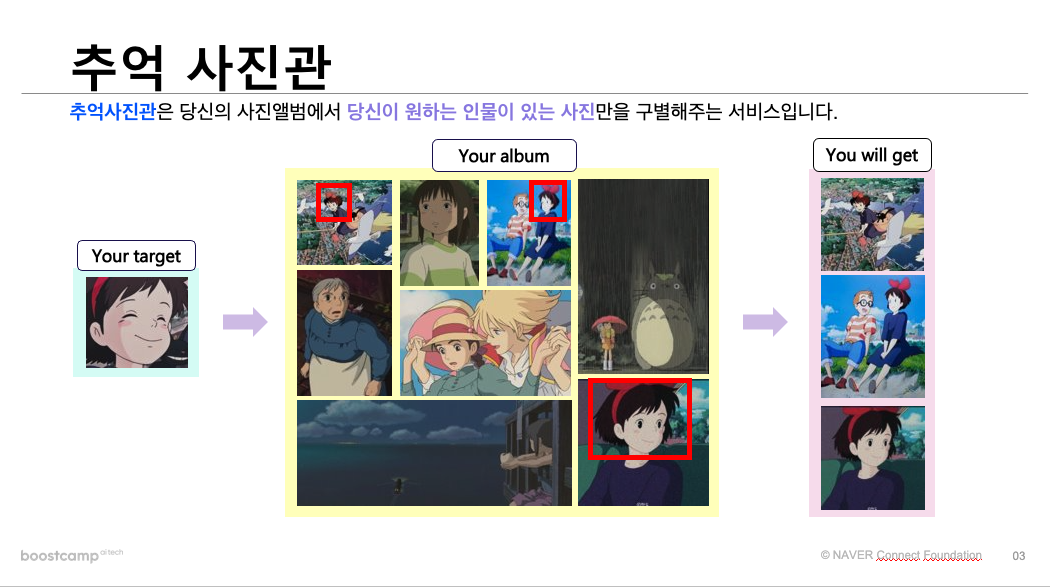 추억 사진관
추억사진관은 당신의 사진앨범에서 당신이 원하는 인물이 있는 사진만을 구별해주는 서비스입니다.
Your target
Your album
You will get
boostcamp ai tech
© NAVER Connect Foundation
03